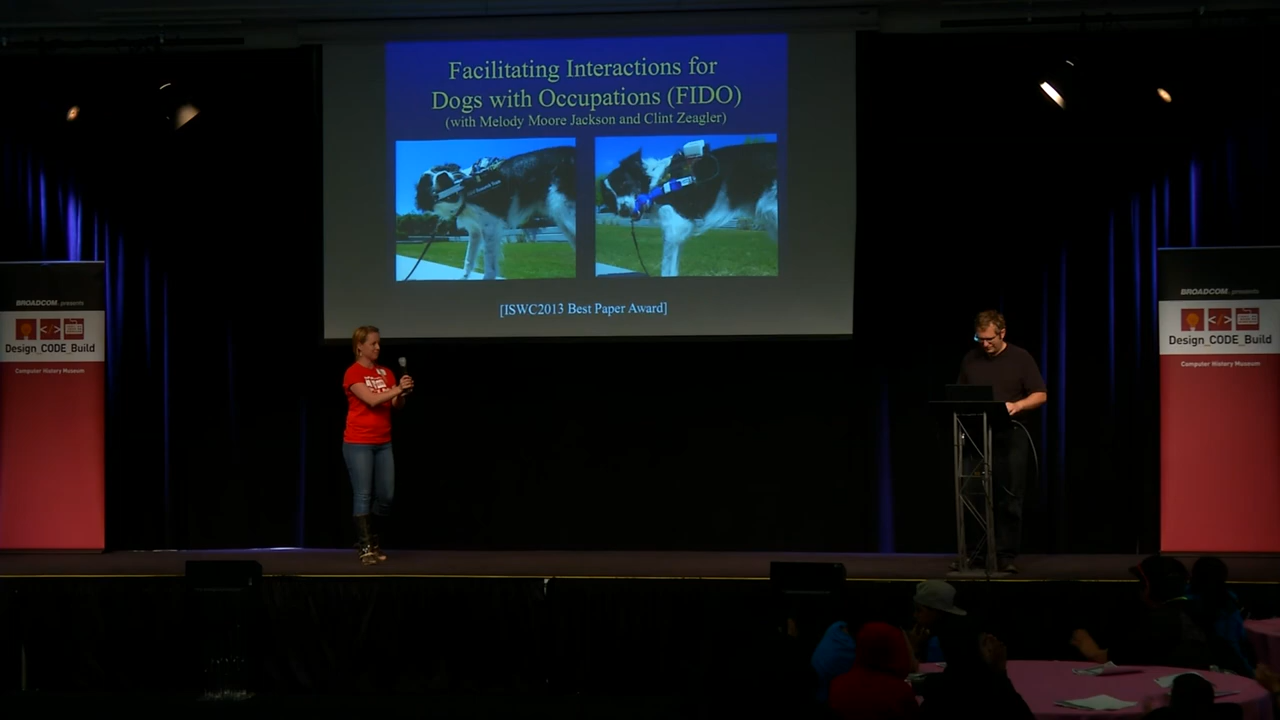 Facilitating Interactions for
Dogs with Occupations (FIDO)
(with Melody Moore Jackson and Clint Zeagler)
[ISWC2013 Best Paper Award]
BROADCOM. presents
</>
Design_CODE_Build
Computer History Museum
BROADCOM. presents
</>
Design_CODE_Build
Computer History Museum